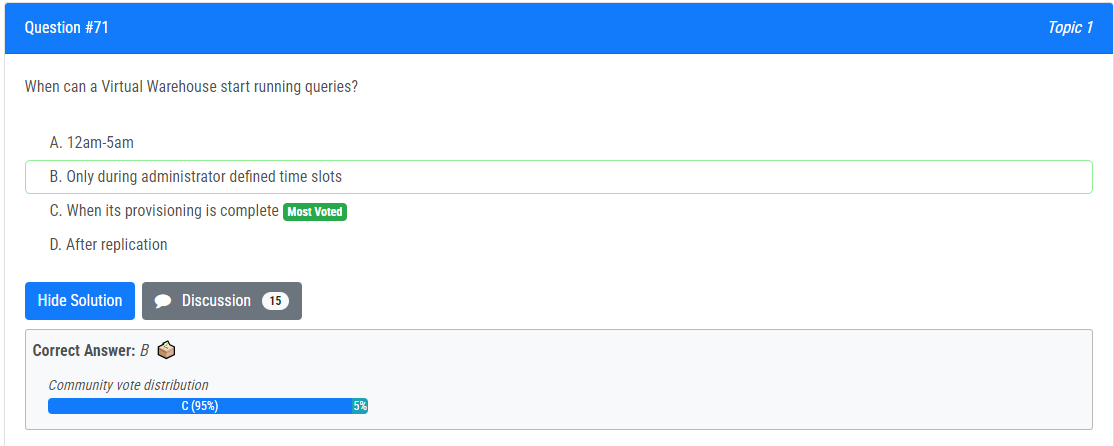 Question #71
Topic 1
When can a Virtual Warehouse start running queries?
A. 12am-5am
B. Only during administrator defined time slots
C. When its provisioning is complete Most Voted
D. After replication
Hide Solution
Discussion 15
Correct Answer: B
Community vote distribution
C (95%)
5%